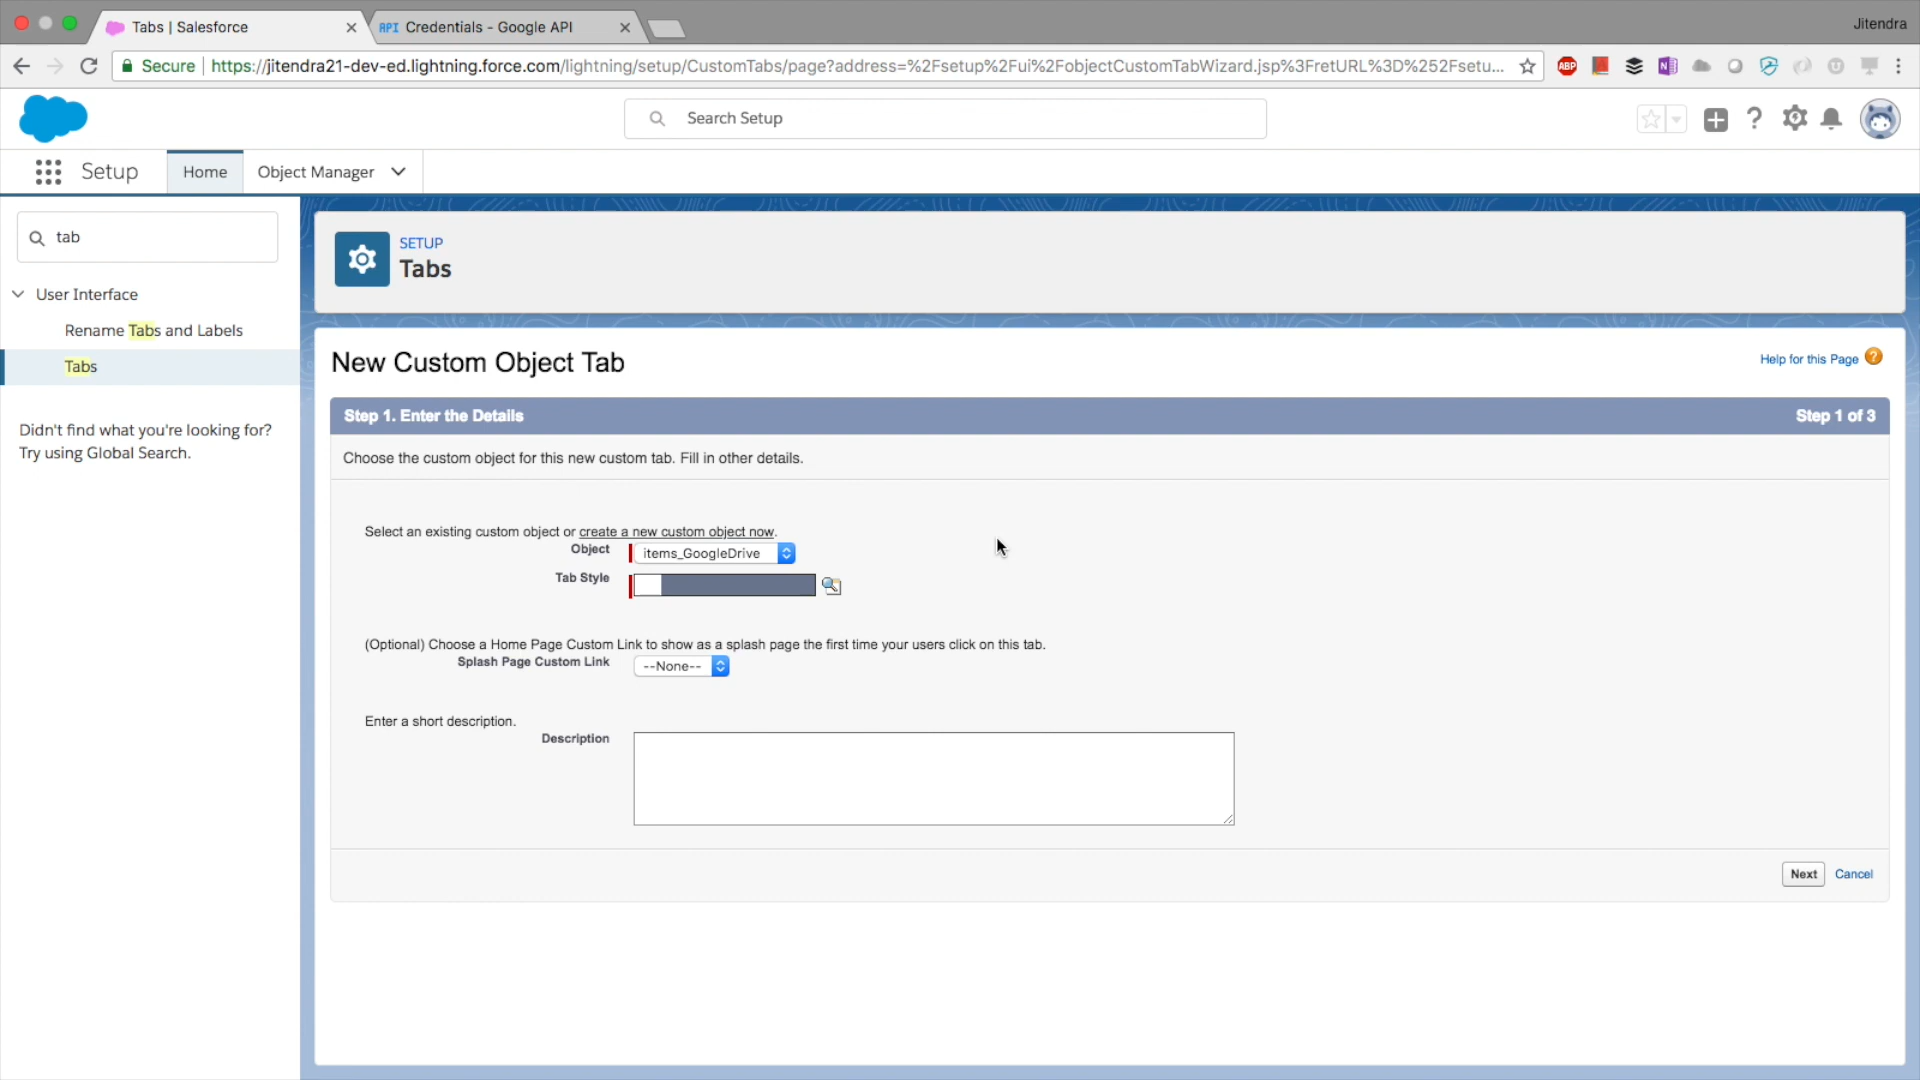 Tabs | Salesforce
API Credentials - Google API
Jitendra
Secure
https://jitendra21-dev-ed.lightning.force.com/lightning/setup/CustomTabs/page?address=%2Fsetup%2Fui%2FobjectCustomTabWizard.jsp%3FretURL%3D%252Fsetu...
ABP
Search Setup
Setup
Home
Object Manager
tab
User Interface
Rename Tabs and Labels
Tabs
Didn't find what you're looking for?
Try using Global Search.
SETUP
Tabs
New Custom Object Tab
Help for this Page ?
Step 1. Enter the Details
Step 1 of 3
Choose the custom object for this new custom tab. Fill in other details.
Select an existing custom object or create a new custom object now.
Object
items_GoogleDrive
Tab Style
(Optional) Choose a Home Page Custom Link to show as a splash page the first time your users click on this tab.
Splash Page Custom Link
--None--
Enter a short description.
Description
Next
Cancel